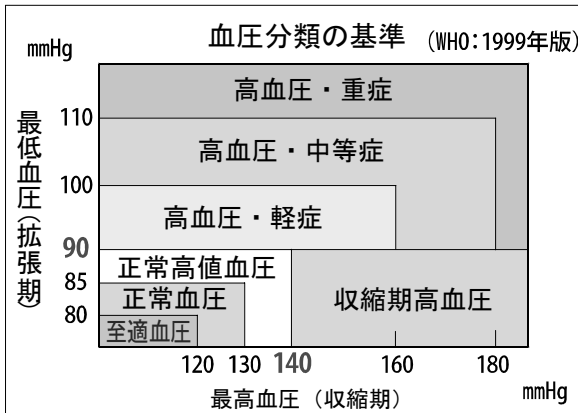 血圧分類の基準 (WHO:1999年版)
mmHg
最低血圧(拡張期)
高血圧・重症
110
高血圧・中等症
100
高血圧・軽症
90
正常高値血圧
85
正常血圧
収縮期高血圧
80
至適血圧
120 130 140 160 180
最高血圧 (収縮期)
mmHg